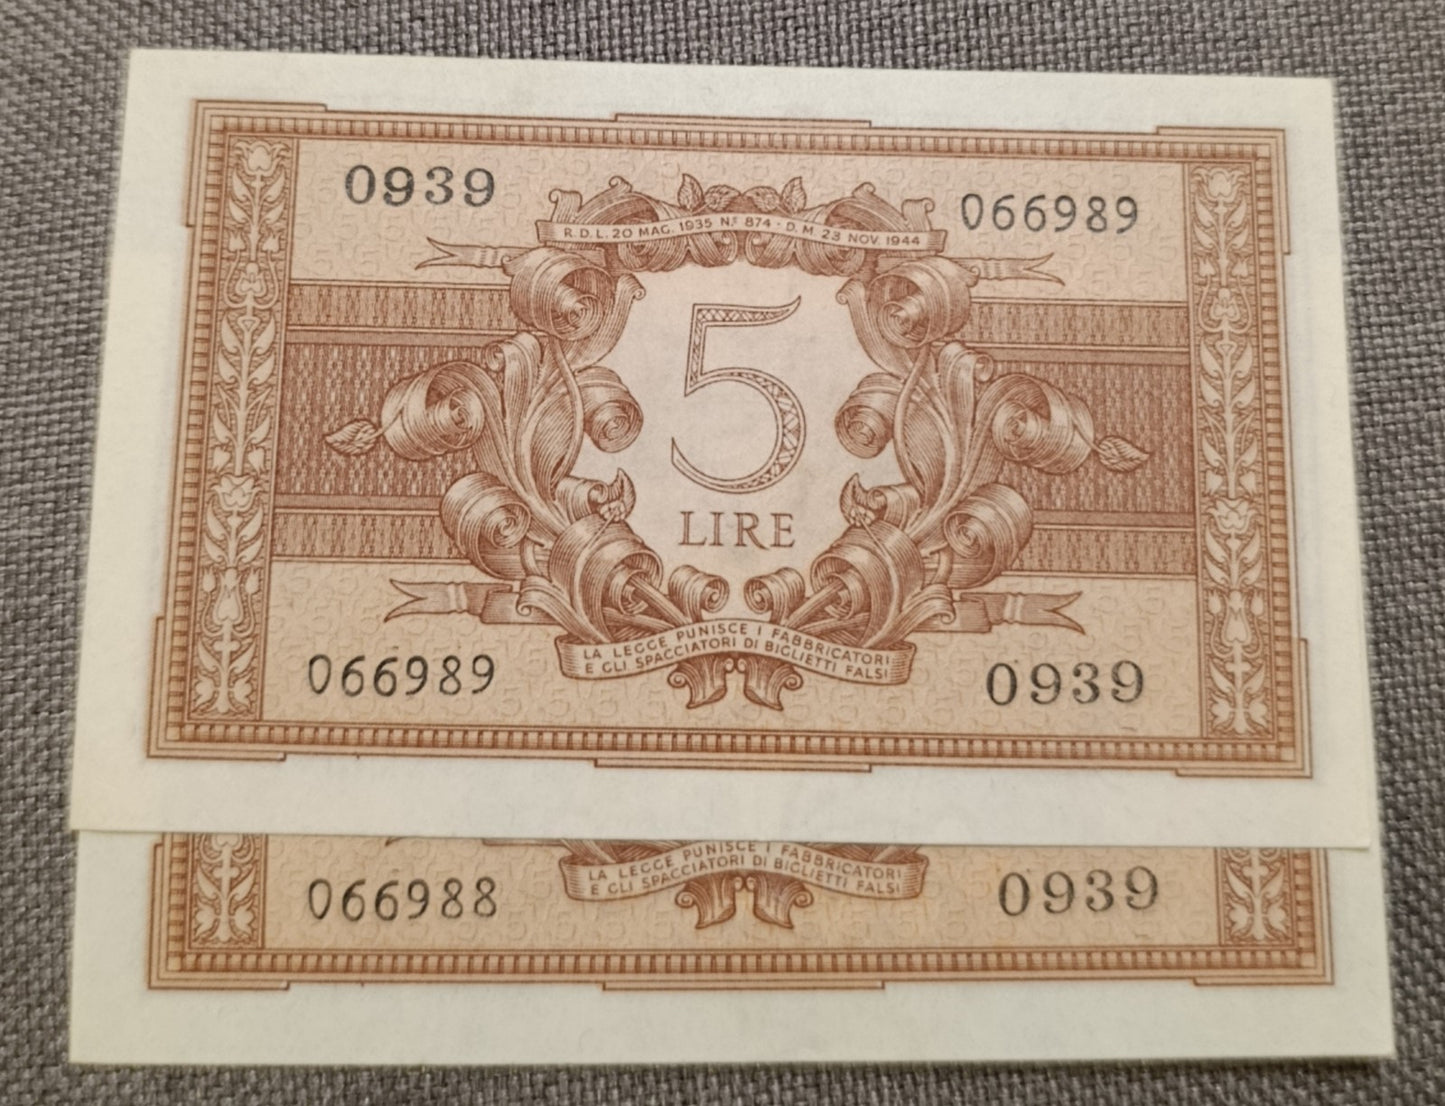 0939
066989
R.D.L. 20 MAG. 1935 N.º 874 - D.M. 23 NOV. 1944
5
LIRE
LA LEGGE PUNISCE I FABBRICATORI
E GLI SPACCIATORI DI BIGLIETTI FALSI
066989
0939
LA LEGGE PUNISCE I FABBRICATORI
E GLI SPACCIATORI DI BIGLIETTI FALSI
066988
0939